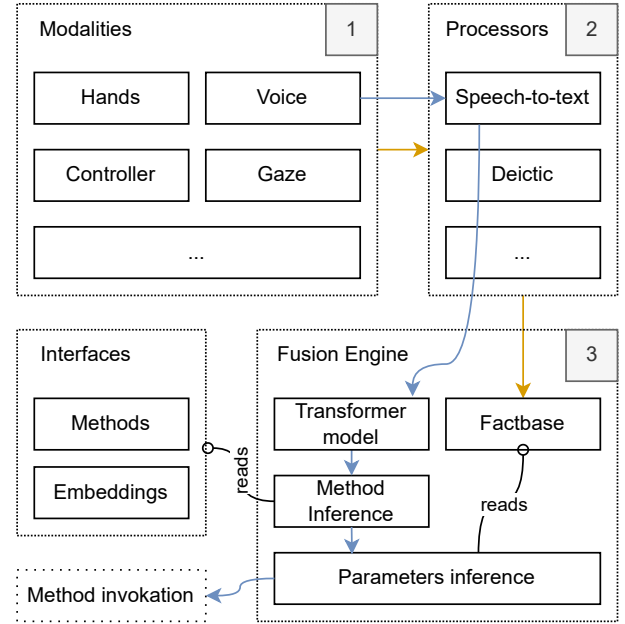 Modalities
1
Processors
2
Hands
Voice
Speech-to-text
Controller
Gaze
Deictic
...
...
Interfaces
Fusion Engine
3
Methods
Transformer
model
Factbase
reads
Embeddings
Method
Inference
reads
Parameters inference
Method invokation